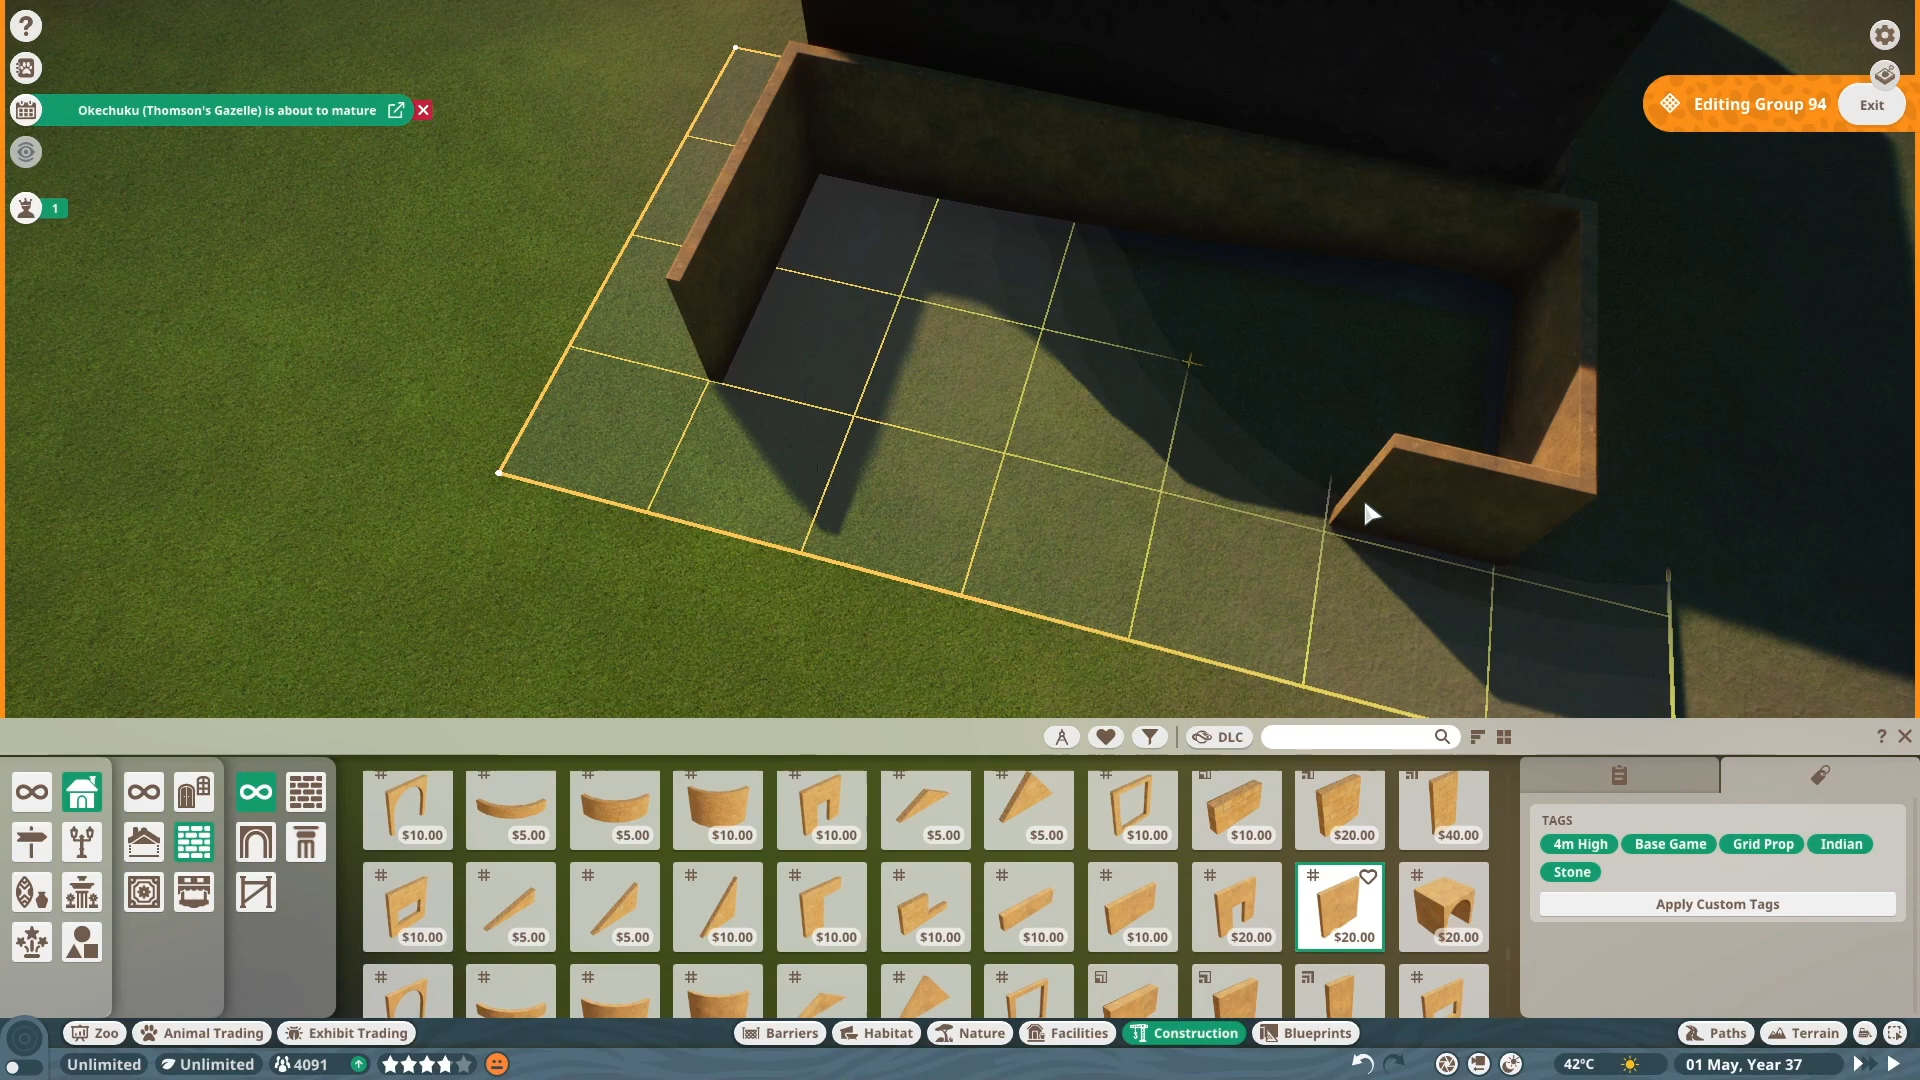 ?
Okechuku (Thomson's Gazelle) is about to mature
1
Editing Group 94
Exit
DLC
?
$10.00 $5.00 $5.00 $10.00 $10.00 $5.00 $5.00 $10.00 $10.00 $20.00 $40.00
$10.00 $5.00 $5.00 $10.00 $10.00 $10.00 $10.00 $10.00 $20.00 $20.00 $20.00
TAGS
4m High Base Game Grid Prop Indian
Stone
Apply Custom Tags
Zoo Animal Trading Exhibit Trading Barriers Habitat Nature Facilities Construction Blueprints Paths Terrain
Unlimited Unlimited 4091 42°C 01 May, Year 37